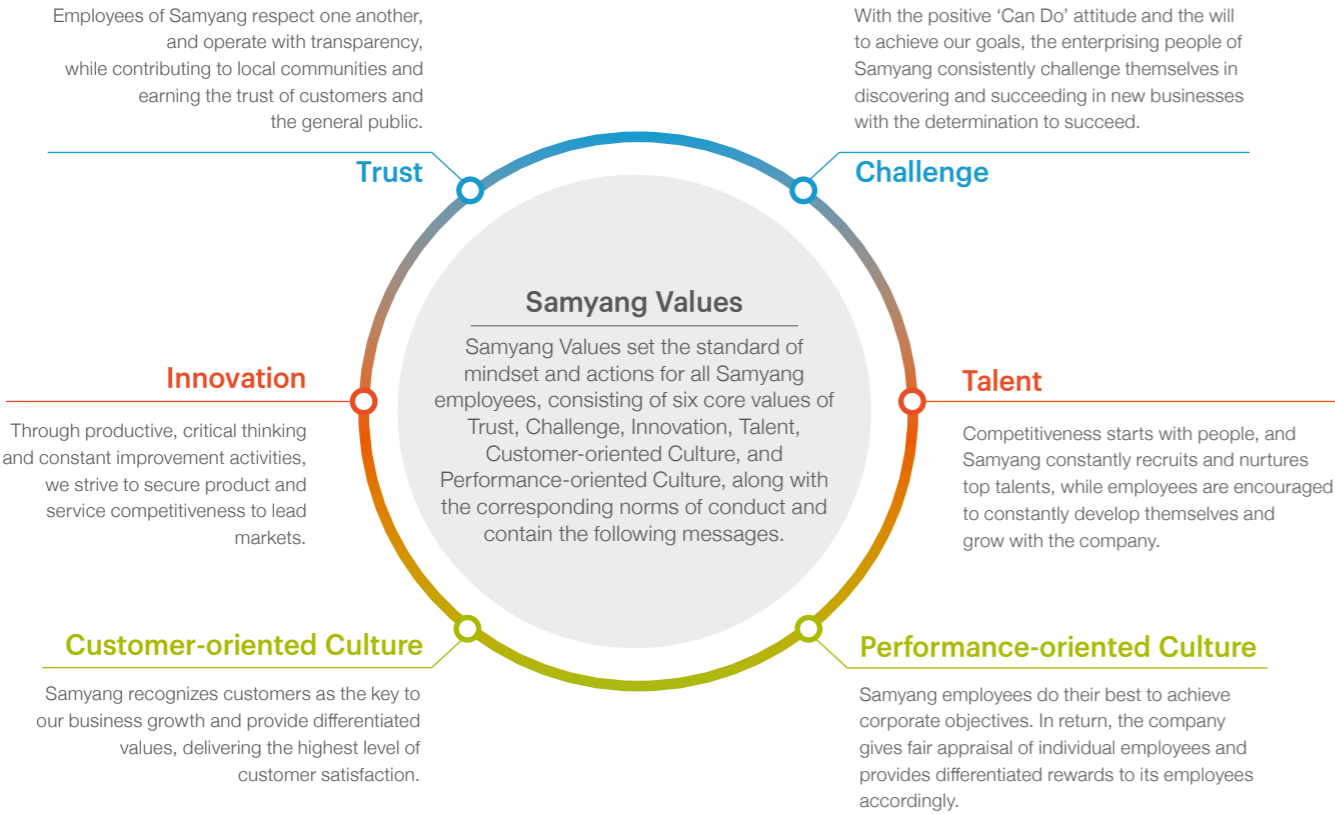 Employees of Samyang respect one another,
and operate with transparency,
while contributing to local communities and
earning the trust of customers and
the general public.
Trust
With the positive ‘Can Do’ attitude and the will
to achieve our goals, the enterprising people of
Samyang consistently challenge themselves in
discovering and succeeding in new businesses
with the determination to succeed.
Challenge
Samyang Values
Samyang Values set the standard of
mindset and actions for all Samyang
employees, consisting of six core values of
Trust, Challenge, Innovation, Talent,
Customer-oriented Culture, and
Performance-oriented Culture, along with
the corresponding norms of conduct and
contain the following messages.
Innovation
Through productive, critical thinking
and constant improvement activities,
we strive to secure product and
service competitiveness to lead
markets.
Talent
Competitiveness starts with people, and
Samyang constantly recruits and nurtures
top talents, while employees are encouraged
to constantly develop themselves and
grow with the company.
Customer-oriented Culture
Samyang recognizes customers as the key to
our business growth and provide differentiated
values, delivering the highest level of
customer satisfaction.
Performance-oriented Culture
Samyang employees do their best to achieve
corporate objectives. In return, the company
gives fair appraisal of individual employees and
provides differentiated rewards to its employees
accordingly.